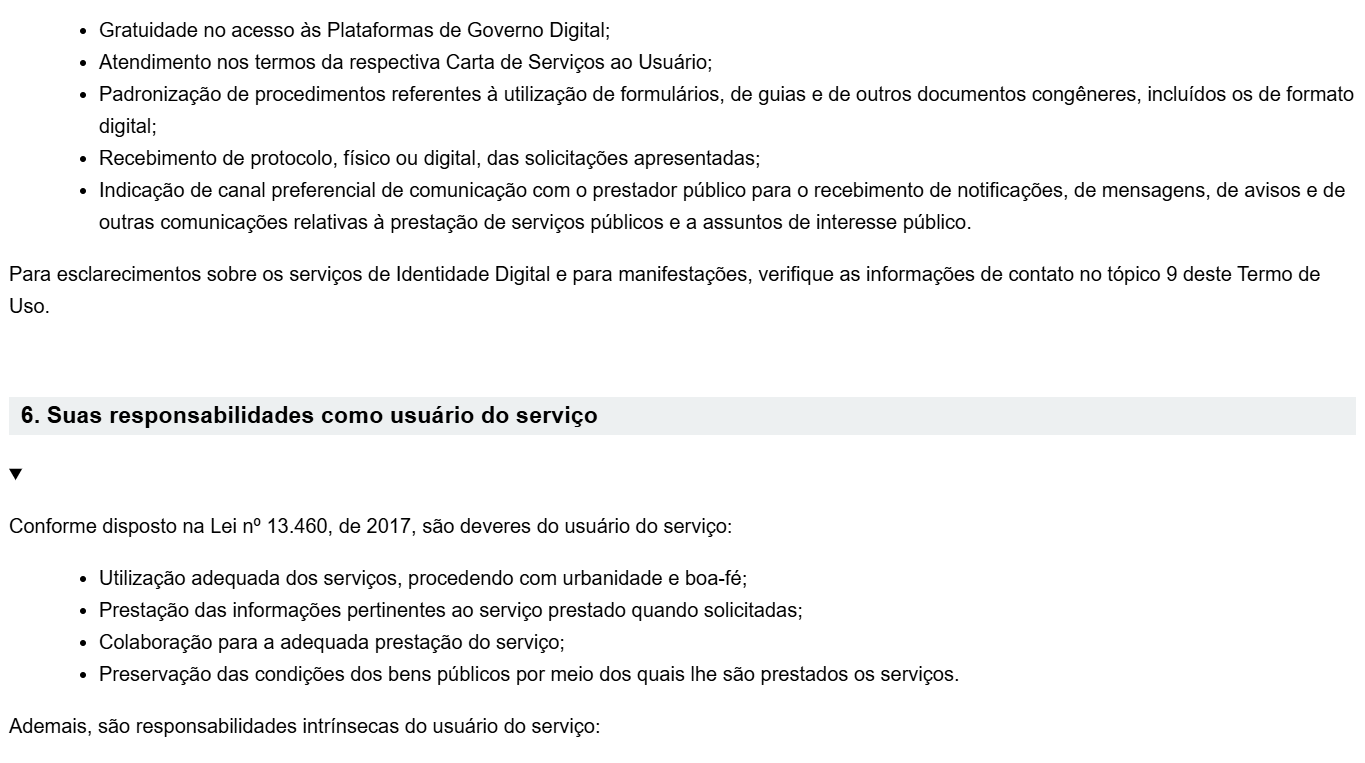 Gratuidade no acesso às Plataformas de Governo Digital;
Atendimento nos termos da respectiva Carta de Serviços ao Usuário;
Padronização de procedimentos referentes à utilização de formulários, de guias e de outros documentos congêneres, incluídos os de formato
digital;
Recebimento de protocolo, físico ou digital, das solicitações apresentadas;
Indicação de canal preferencial de comunicação com o prestador público para o recebimento de notificações, de mensagens, de avisos e de
outras comunicações relativas à prestação de serviços públicos e a assuntos de interesse público.
Para esclarecimentos sobre os serviços de Identidade Digital e para manifestações, verifique as informações de contato no tópico 9 deste Termo de
Uso.
6. Suas responsabilidades como usuário do serviço
Conforme disposto na Lei nº 13.460, de 2017, são deveres do usuário do serviço:
Utilização adequada dos serviços, procedendo com urbanidade e boa-fé;
Prestação das informações pertinentes ao serviço prestado quando solicitadas;
Colaboração para a adequada prestação do serviço;
Preservação das condições dos bens públicos por meio dos quais lhe são prestados os serviços.
Ademais, são responsabilidades intrínsecas do usuário do serviço: